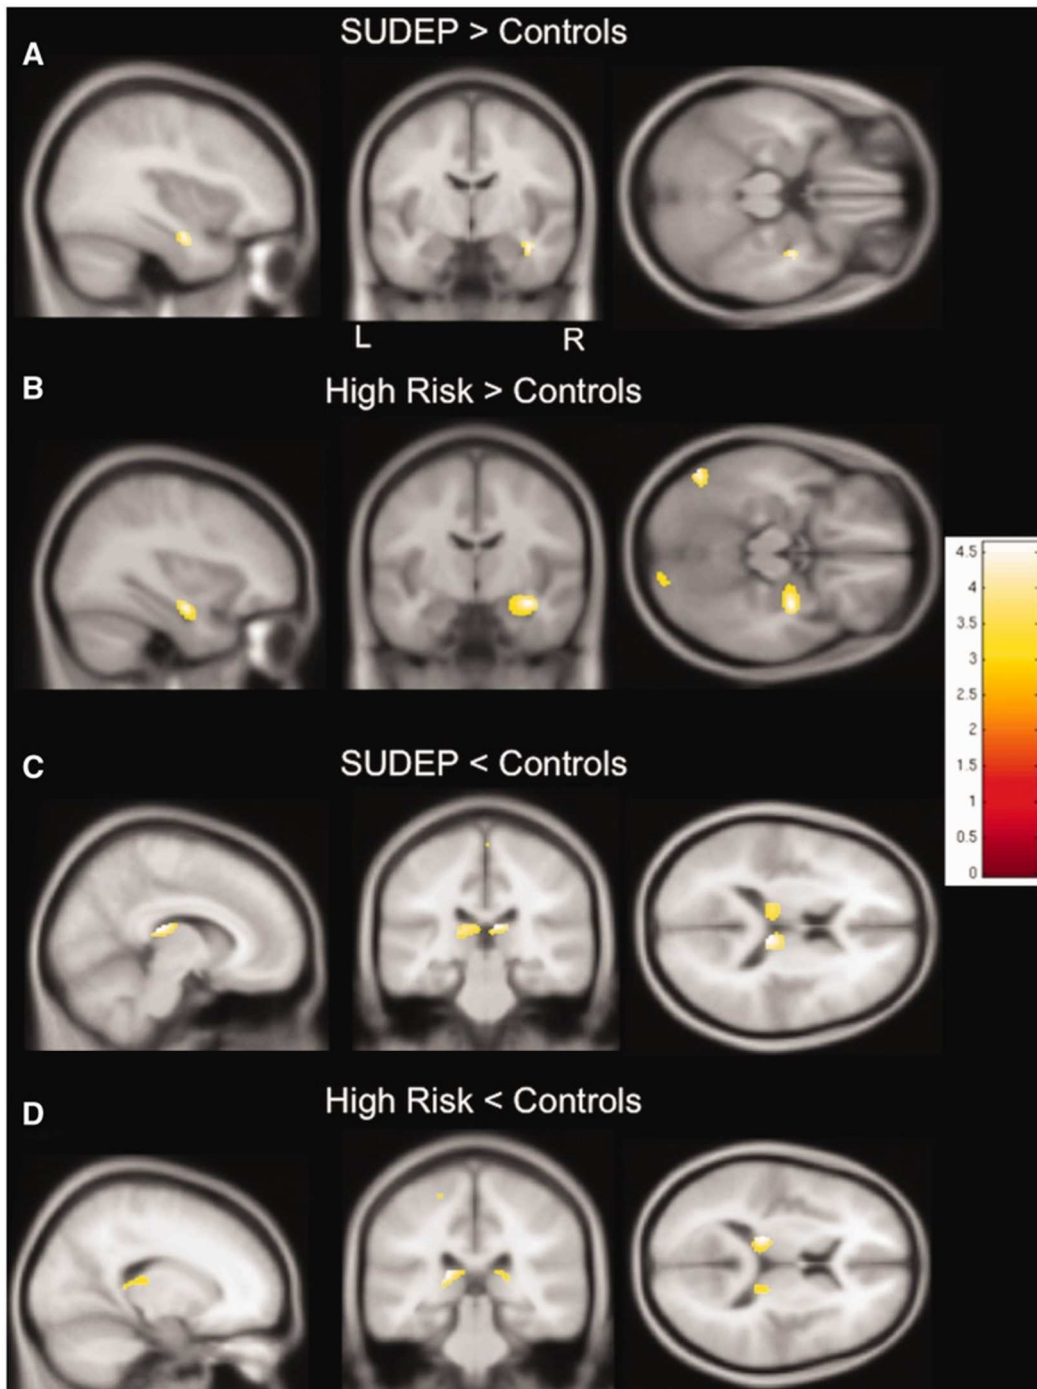 A
SUDEP > Controls
L
R
B
High Risk > Controls
4.5
4
3.5
3
2.5
2
1.5
1
0.5
0
C
SUDEP < Controls
D
High Risk < Controls